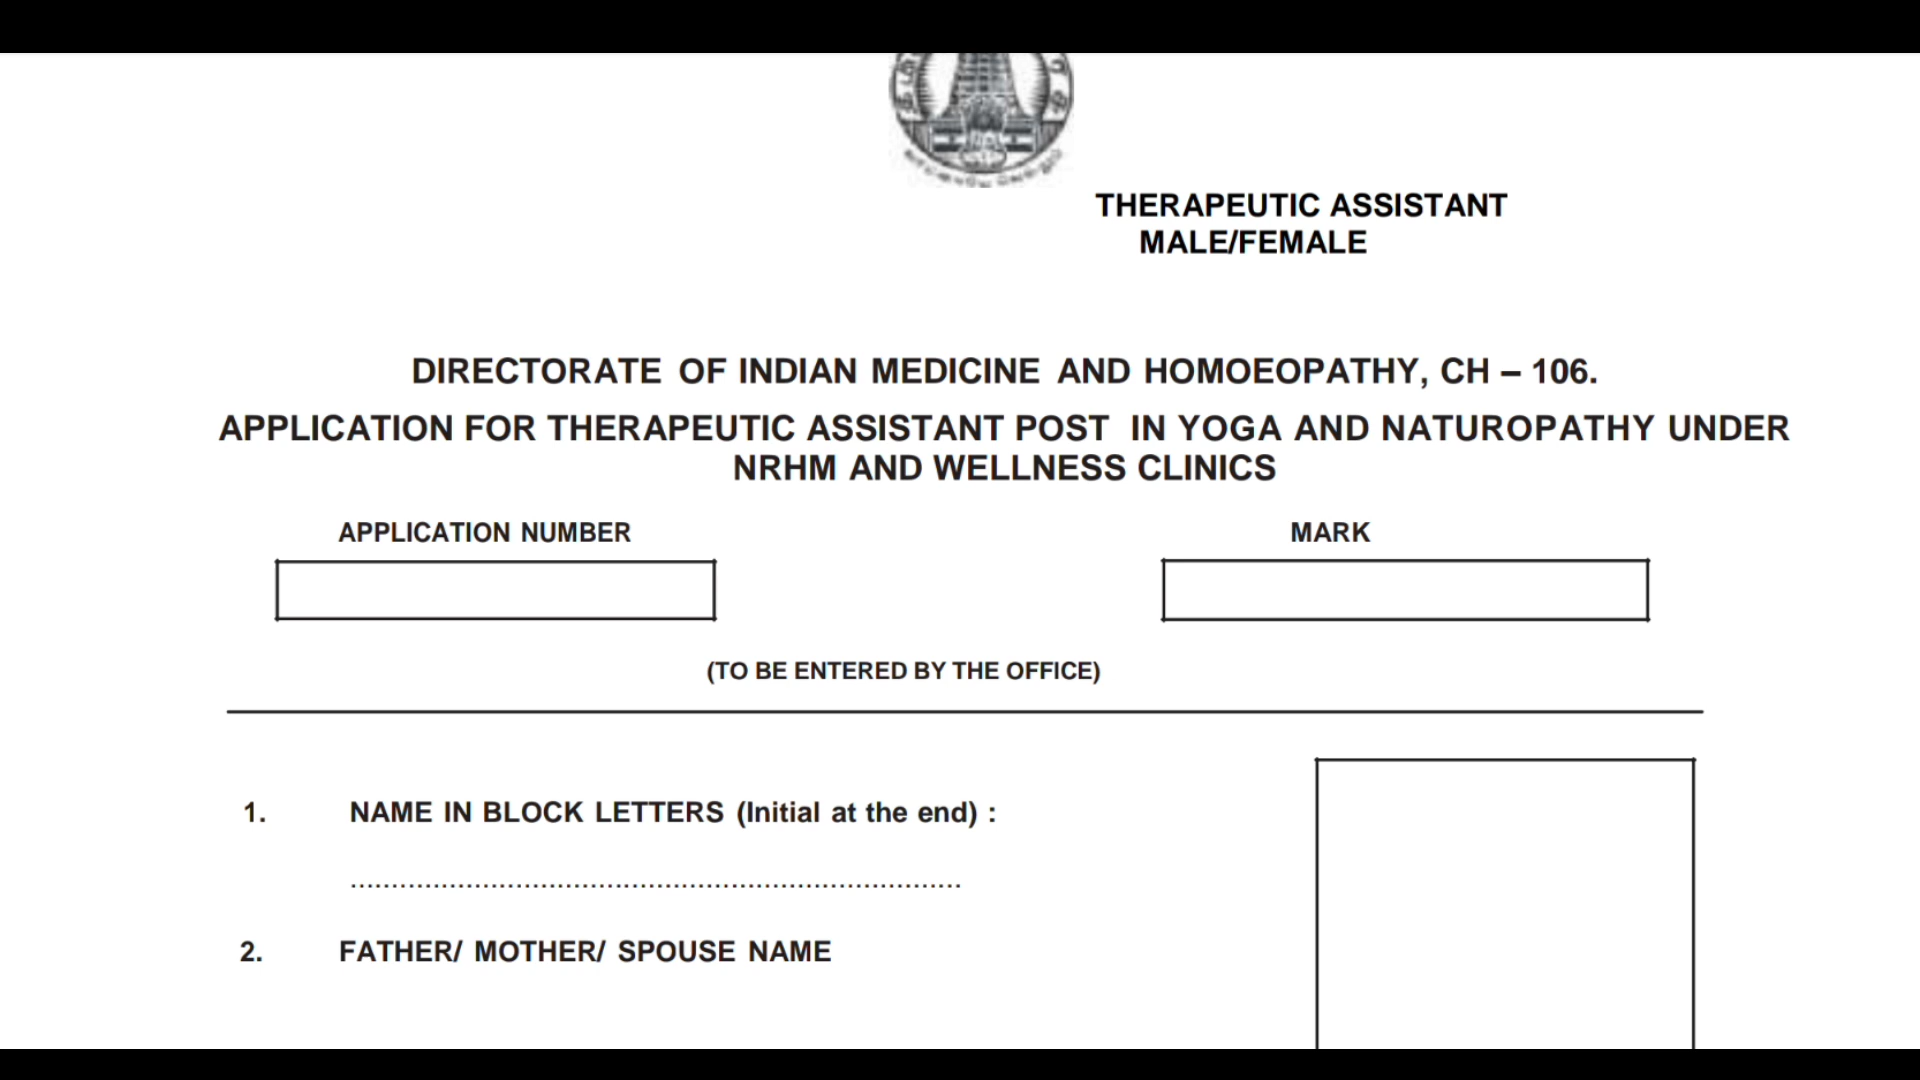 THERAPEUTIC ASSISTANT
MALE/FEMALE
DIRECTORATE OF INDIAN MEDICINE AND HOMOEOPATHY, CH – 106.
APPLICATION FOR THERAPEUTIC ASSISTANT POST IN YOGA AND NATUROPATHY UNDER
NRHM AND WELLNESS CLINICS
APPLICATION NUMBER MARK
(TO BE ENTERED BY THE OFFICE)
1. NAME IN BLOCK LETTERS (Initial at the end) :
..........................................................................
2. FATHER/ MOTHER/ SPOUSE NAME